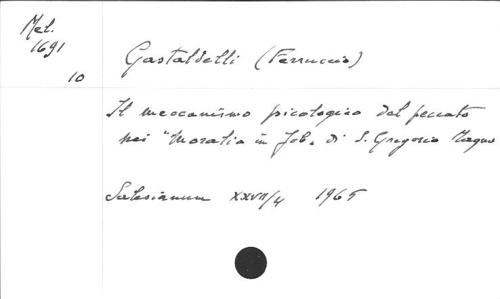 Mel.
1691
10
Gastaldelli (Ferruccio)
Il meccanismo psicologico del peccato
nei "Moralia in Job" di S. Gregorio Magno
Salesianum XXVII/4 1965